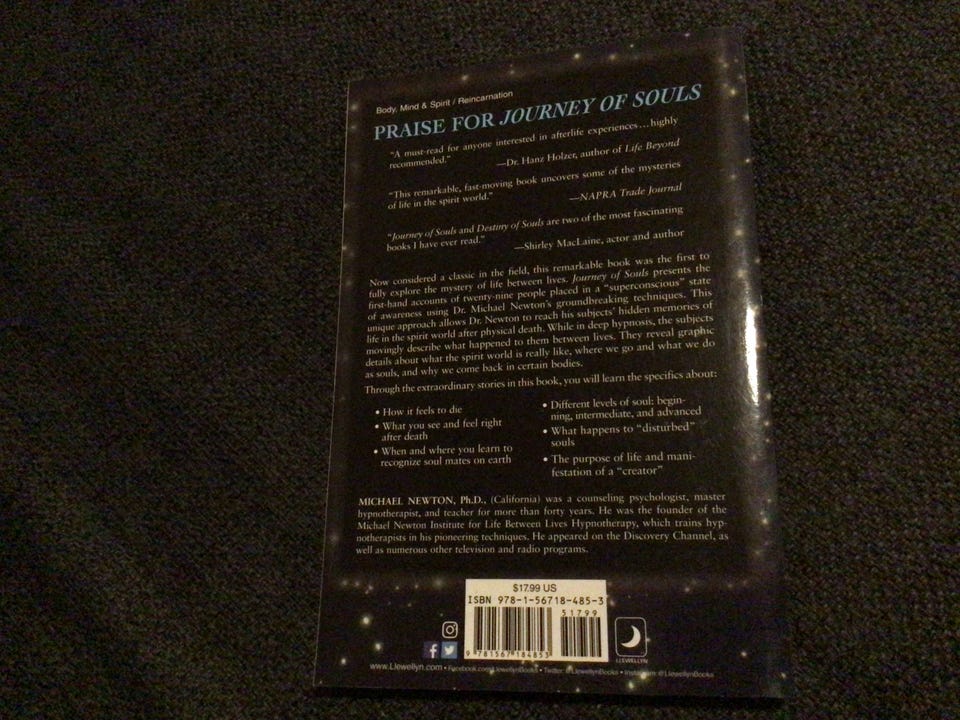 Body, Mind & Spirit / Reincarnation
PRAISE FOR JOURNEY OF SOULS
“A must-read for anyone interested in afterlife experiences…highly
recommended.” —Dr. Hanz Holzer, author of Life Beyond
“This remarkable, fast-moving book uncovers some of the mysteries
of life in the spirit world.” —NAPRA Trade Journal
“Journey of Souls and Destiny of Souls are two of the most fascinating
books I have ever read.” —Shirley MacLaine, actor and author
Now considered a classic in the field, this remarkable book was the first to
fully explore the mystery of life between lives. Journey of Souls presents the
first-hand accounts of twenty-nine people placed in a “superconscious” state
of awareness using Dr. Michael Newton's groundbreaking techniques. This
unique approach allows Dr. Newton to reach his subjects' hidden memories of
life in the spirit world after physical death. While in deep hypnosis, the subjects
movingly describe what happened to them between lives. They reveal graphic
details about what the spirit world is really like, where we go and what we do
as souls, and why we come back in certain bodies.
Through the extraordinary stories in this book, you will learn the specifics about:
• How it feels to die
• What you see and feel right
after death
• When and where you learn to
recognize soul mates on earth
• Different levels of soul: begin-
ning, intermediate, and advanced
• What happens to “disturbed”
souls
• The purpose of life and mani-
festation of a “creator”
MICHAEL NEWTON, Ph.D., (California) was a counseling psychologist, master
hypnotherapist, and teacher for more than forty years. He was the founder of the
Michael Newton Institute for Life Between Lives Hypnotherapy, which trains hyp-
notherapists in his pioneering techniques. He appeared on the Discovery Channel, as
well as numerous other television and radio programs.
$17.99 US
ISBN 978-1-56718-485-3
51799
9 781567 184853
LLEWELLYN
www.Llewellyn.com • Facebook.com/LlewellynBooks • Twitter: @LlewellynBooks • Instagram: @LlewellynBooks